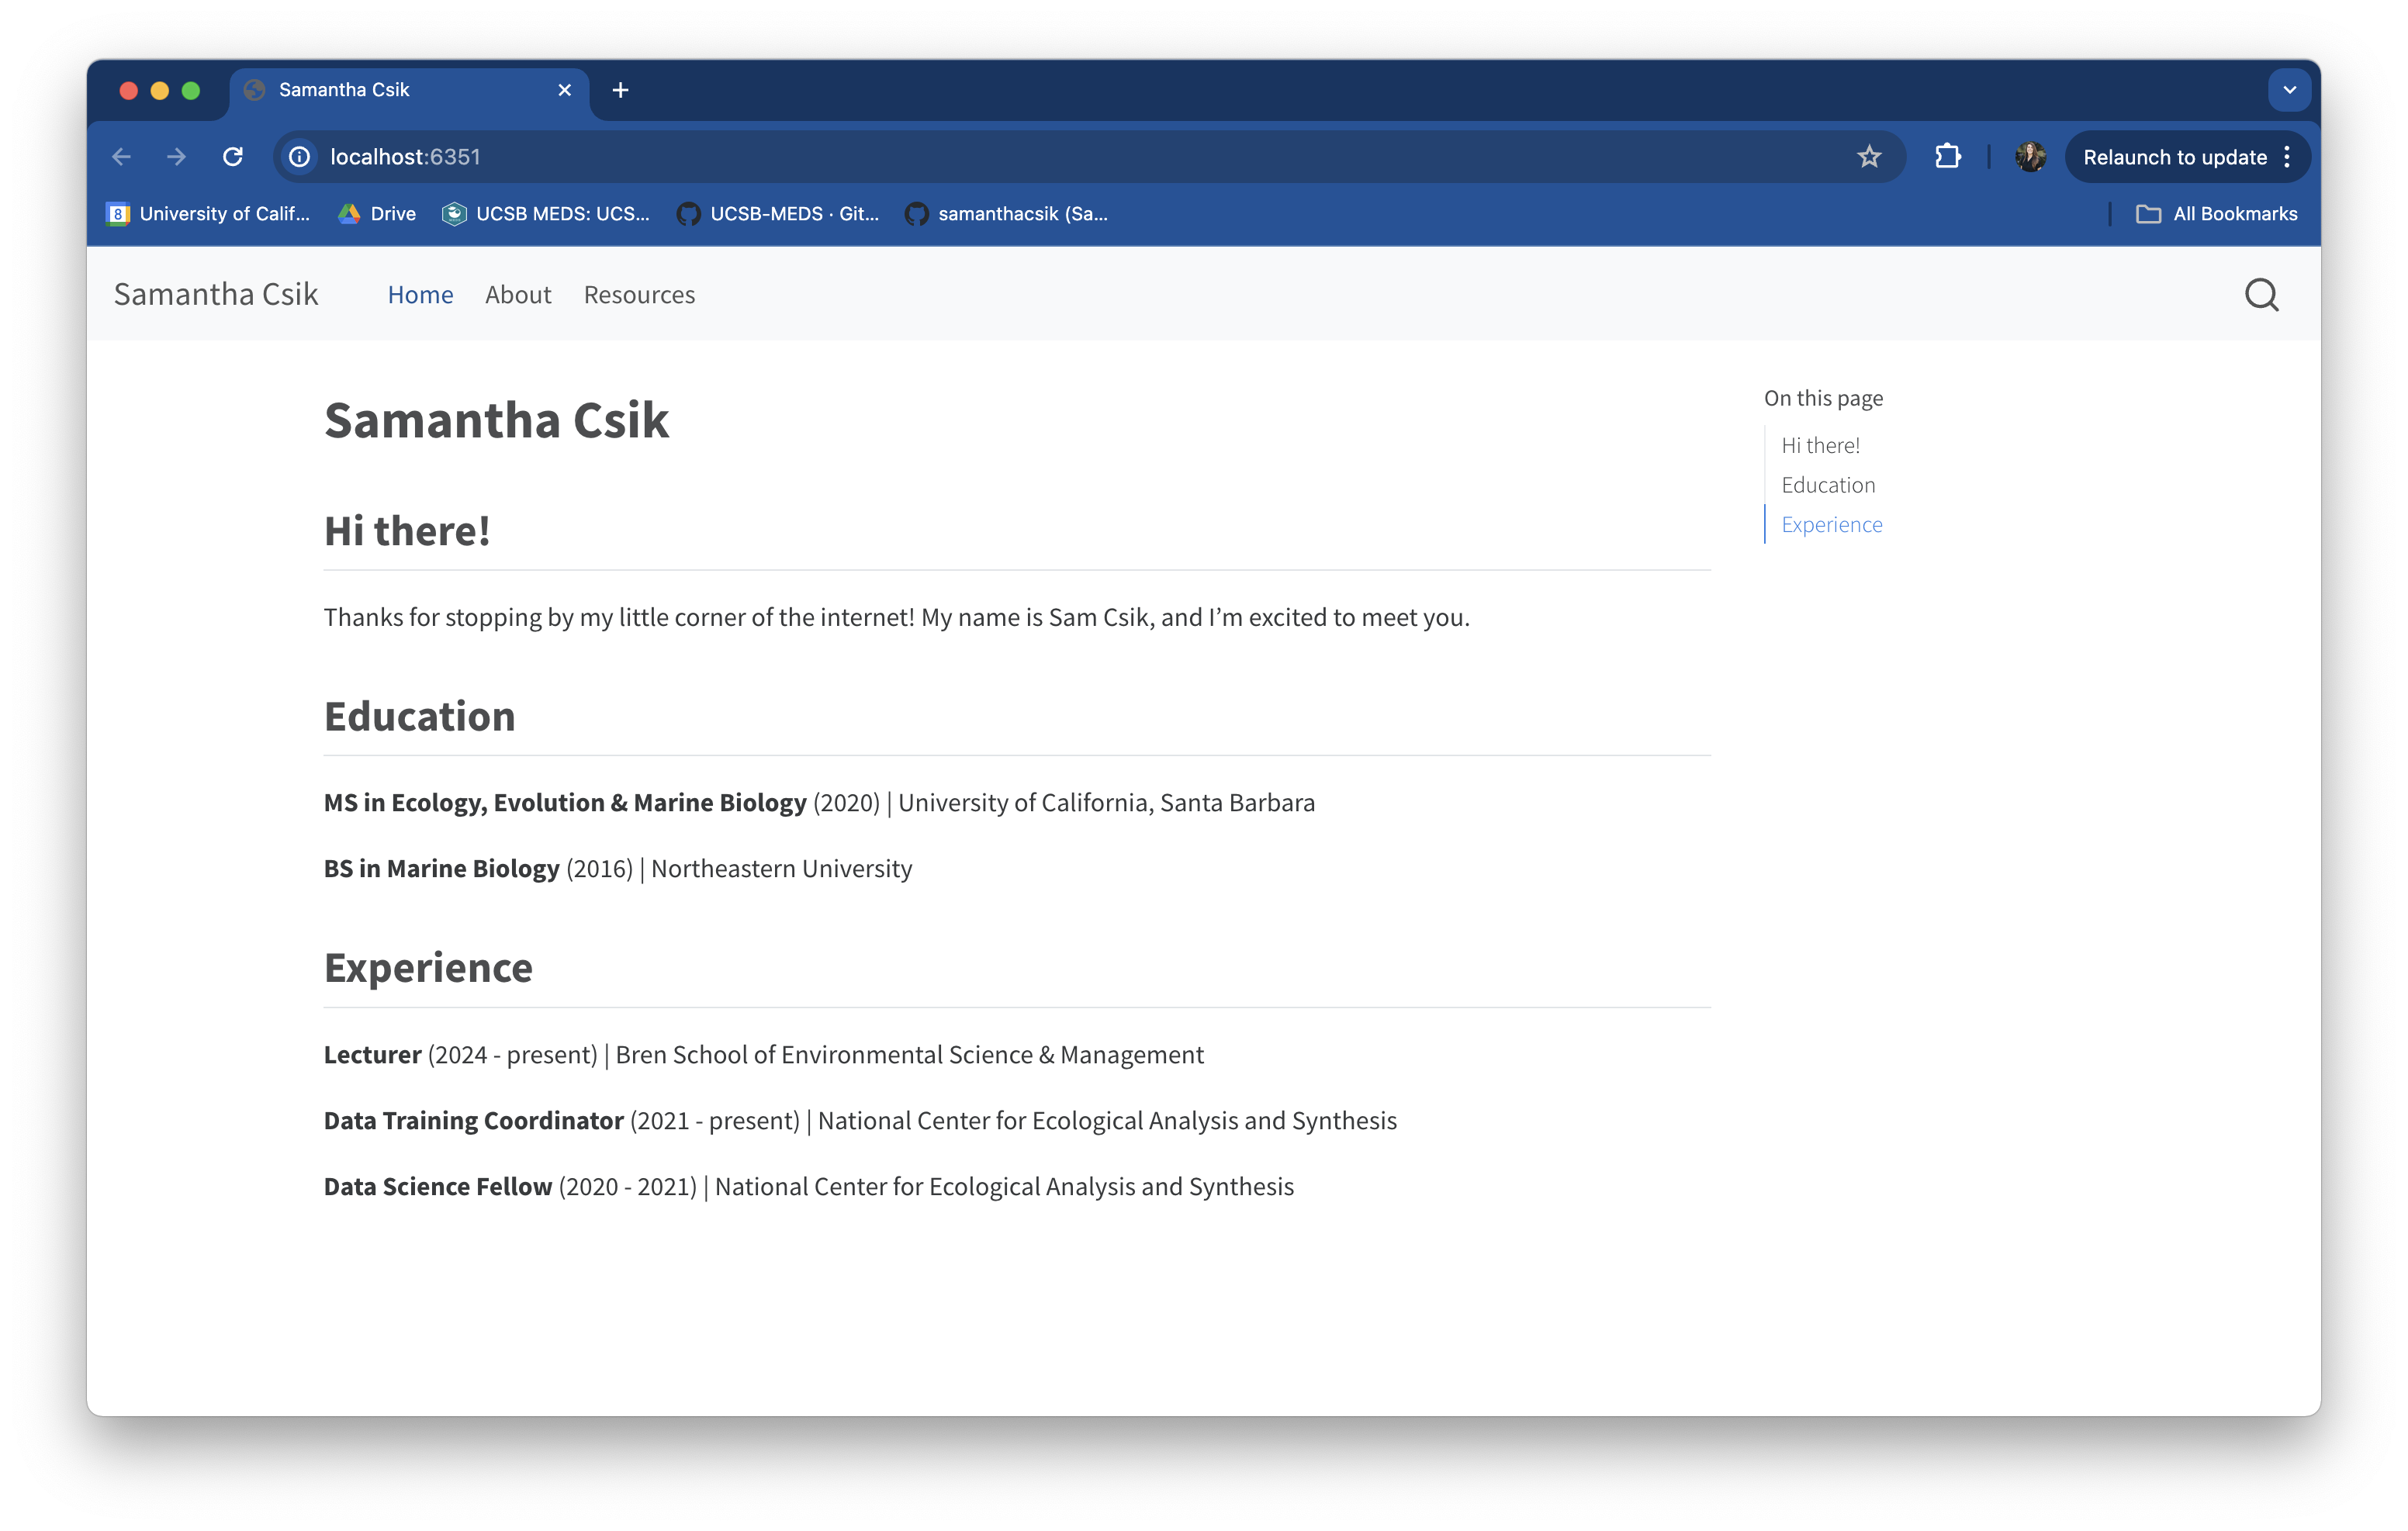 Samantha Csik
localhost:6351
Relaunch to update
8 University of Calif...
Drive
UCSB MEDS: UCS...
UCSB-MEDS · Git...
samanthacsik (Sa...
All Bookmarks
Samantha Csik
Home
About
Resources
Samantha Csik
Hi there!
Thanks for stopping by my little corner of the internet! My name is Sam Csik, and I’m excited to meet you.
Education
MS in Ecology, Evolution & Marine Biology (2020) | University of California, Santa Barbara
BS in Marine Biology (2016) | Northeastern University
Experience
Lecturer (2024 - present) | Bren School of Environmental Science & Management
Data Training Coordinator (2021 - present) | National Center for Ecological Analysis and Synthesis
Data Science Fellow (2020 - 2021) | National Center for Ecological Analysis and Synthesis
On this page
Hi there!
Education
Experience